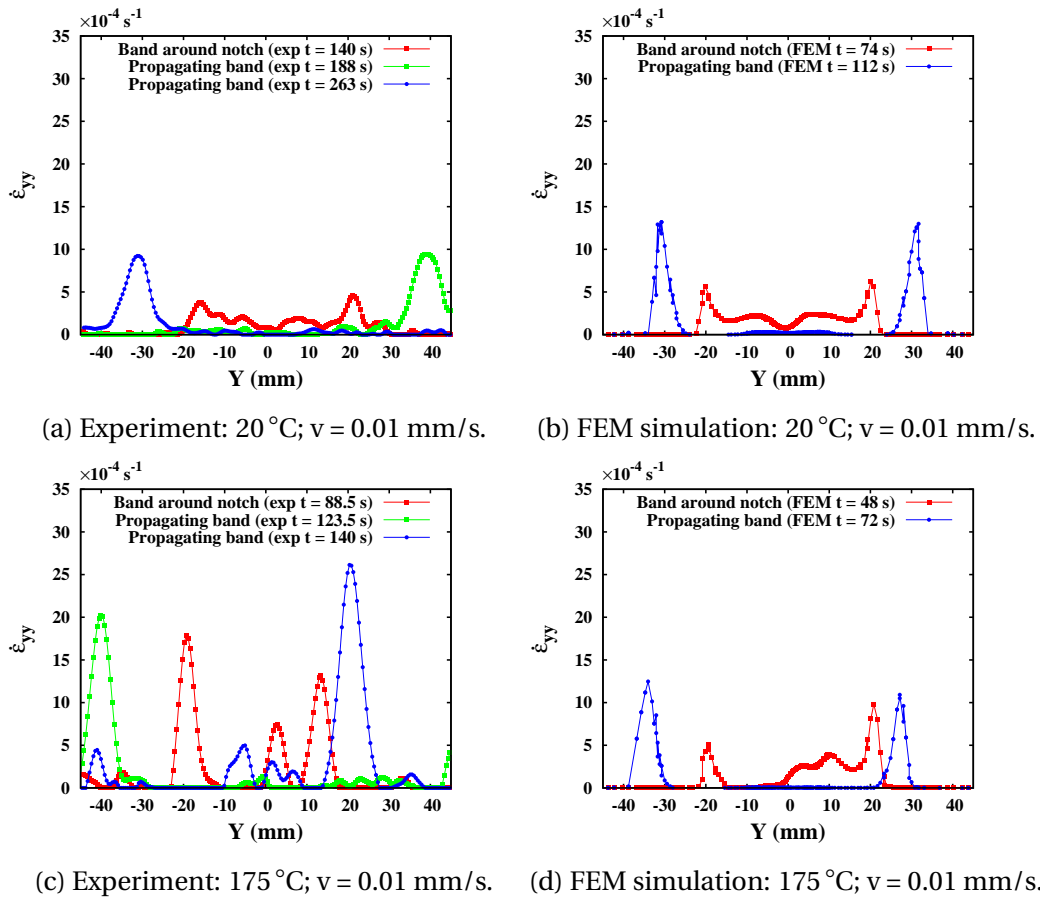 ×10⁻⁴ s⁻¹
35
30
25
20
15
10
5
0
ε̇yy
Band around notch (exp t = 140 s)
Propagating band (exp t = 188 s)
Propagating band (exp t = 263 s)
-40 -30 -20 -10 0 10 20 30 40
Y (mm)
(a) Experiment: 20 °C; v = 0.01 mm/s.
×10⁻⁴ s⁻¹
35
30
25
20
15
10
5
0
ε̇yy
Band around notch (FEM t = 74 s)
Propagating band (FEM t = 112 s)
-40 -30 -20 -10 0 10 20 30 40
Y (mm)
(b) FEM simulation: 20 °C; v = 0.01 mm/s.
×10⁻⁴ s⁻¹
35
30
25
20
15
10
5
0
ε̇yy
Band around notch (exp t = 88.5 s)
Propagating band (exp t = 123.5 s)
Propagating band (exp t = 140 s)
-40 -30 -20 -10 0 10 20 30 40
Y (mm)
(c) Experiment: 175 °C; v = 0.01 mm/s.
×10⁻⁴ s⁻¹
35
30
25
20
15
10
5
0
ε̇yy
Band around notch (FEM t = 48 s)
Propagating band (FEM t = 72 s)
-40 -30 -20 -10 0 10 20 30 40
Y (mm)
(d) FEM simulation: 175 °C; v = 0.01 mm/s.